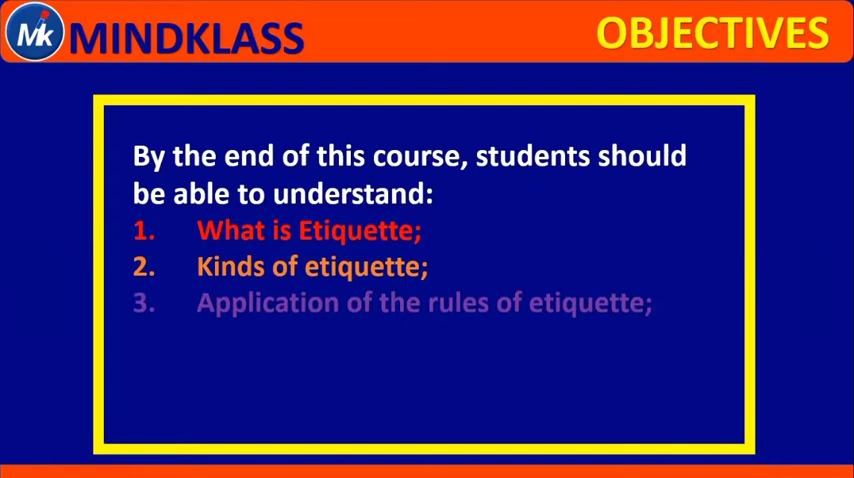 Mk MINDKLASS
OBJECTIVES
By the end of this course, students should
be able to understand:
1. What is Etiquette;
2. Kinds of etiquette;
3. Application of the rules of etiquette;